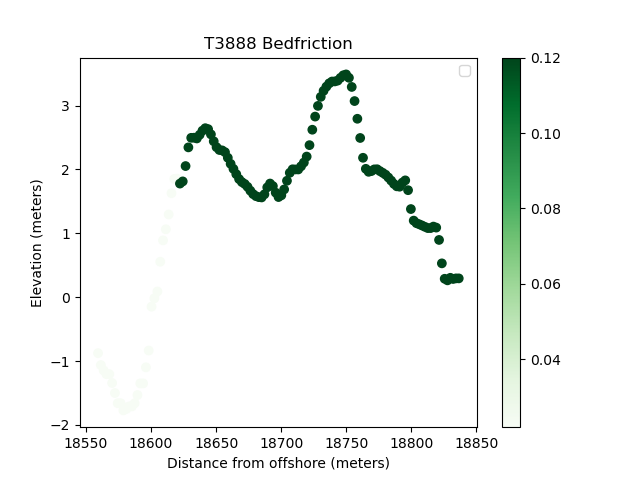 T3888 Bedfriction
Elevation (meters)
3
2
1
0
−1
−2
18550 18600 18650 18700 18750 18800 18850
Distance from offshore (meters)
0.12
0.10
0.08
0.06
0.04